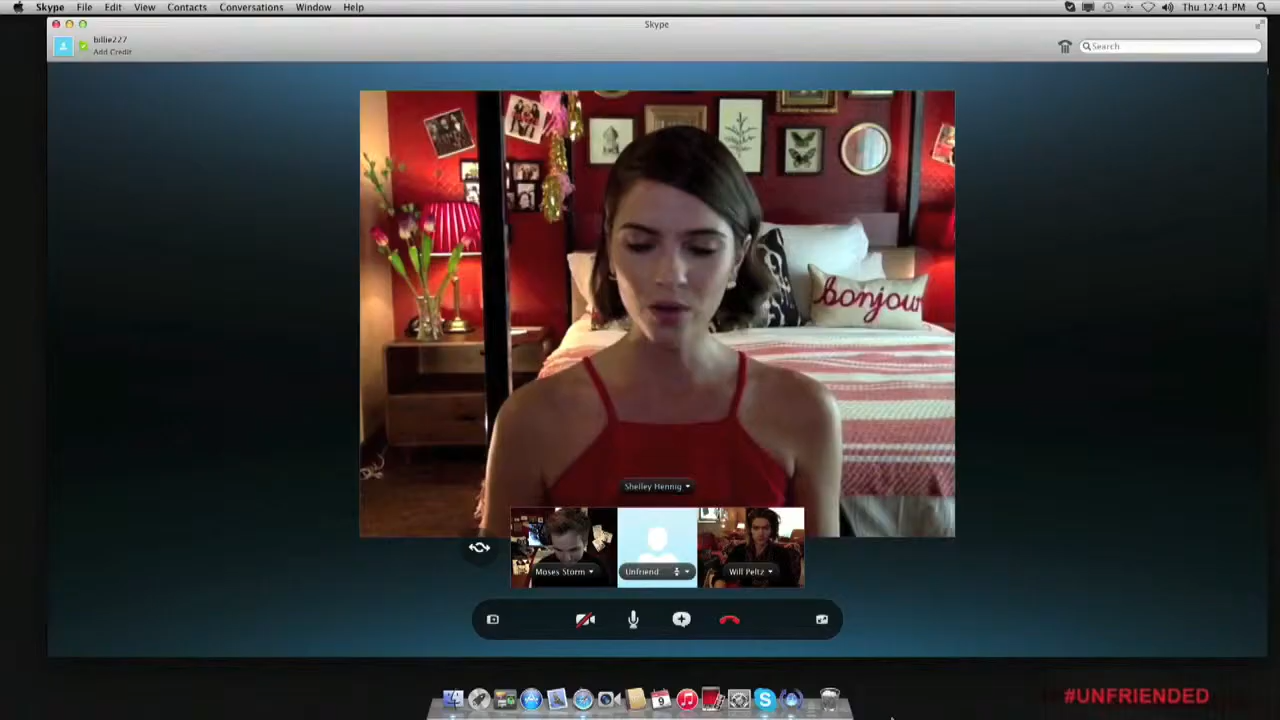 Skype File Edit View Contacts Conversations Window Help Thu 12:41 PM
Skype
billie227
Add Credit
Search
bonjour
Shelley Hennig
Moses Storm
Unfriend
Will Peltz
9
#UNFRIENDED